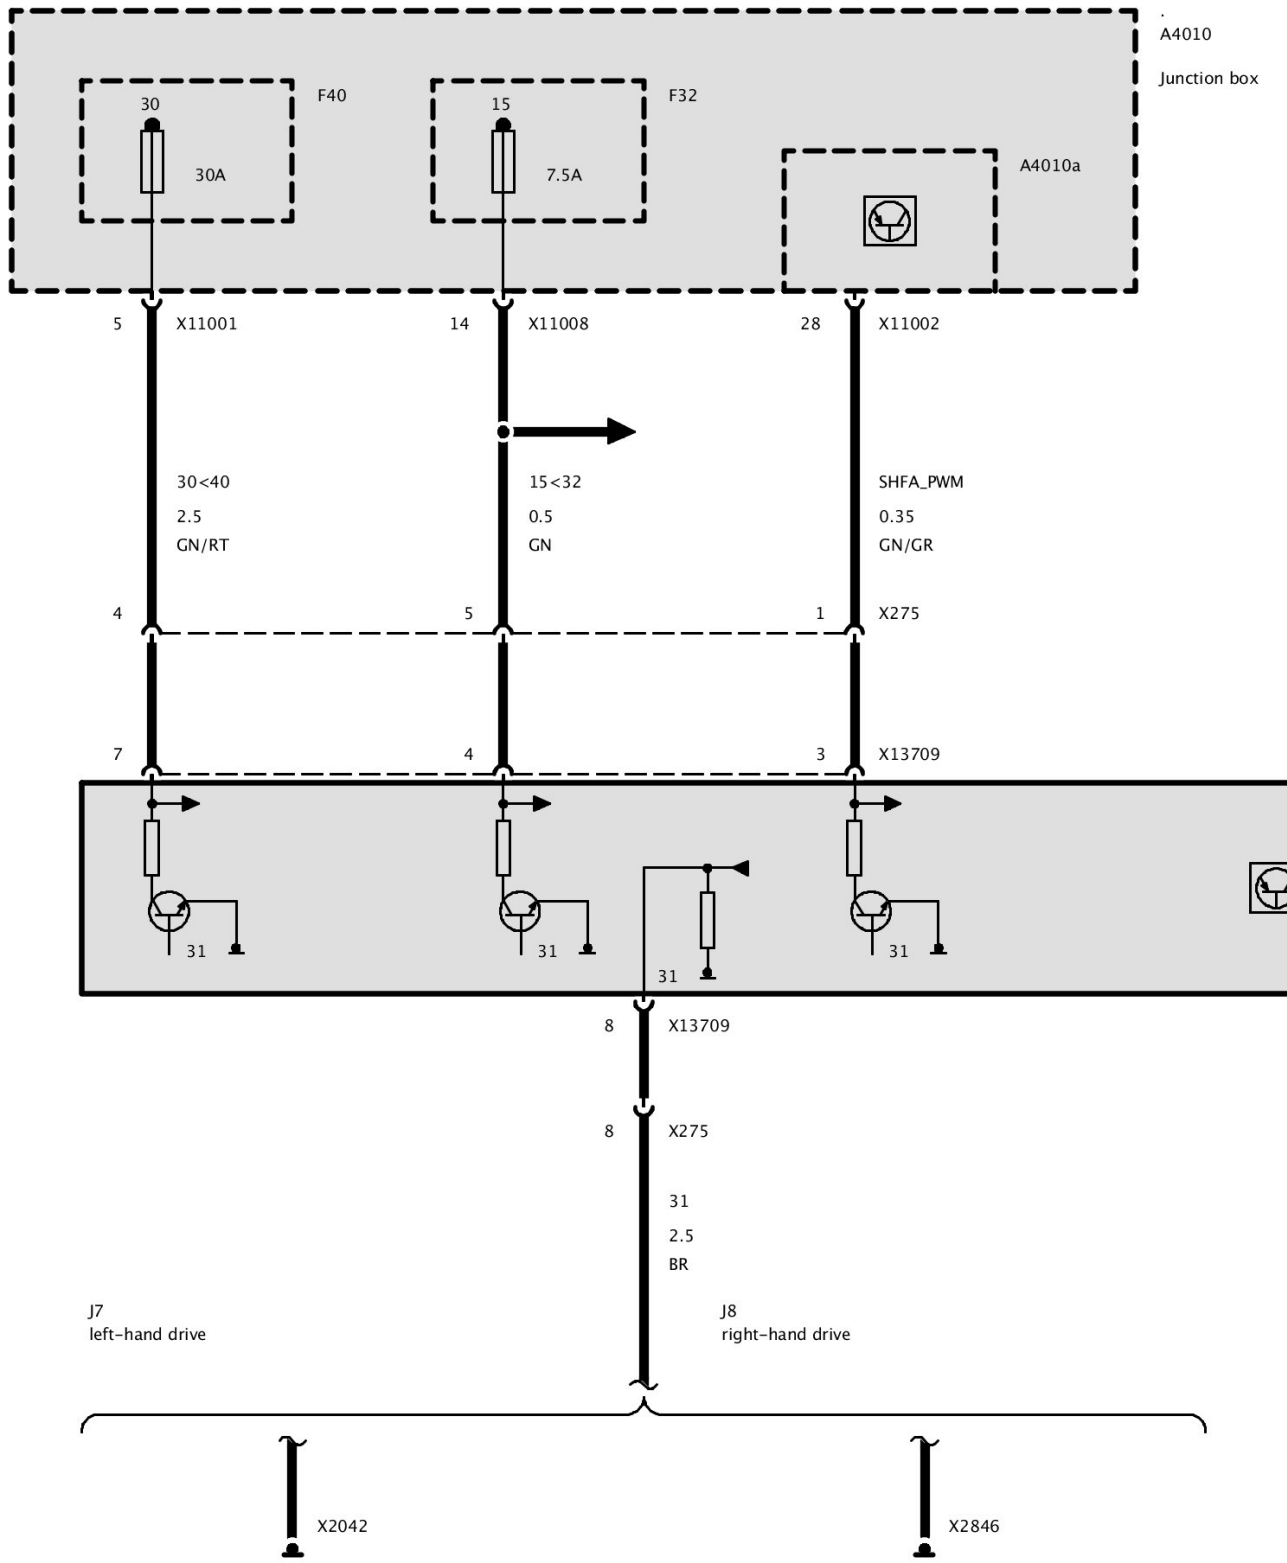 .
A4010
Junction box
F40
30
30A
F32
15
7.5A
A4010a
5 X11001
14 X11008
28 X11002
30<40
2.5
GN/RT
15<32
0.5
GN
SHFA_PWM
0.35
GN/GR
4
5
1 X275
7
4
3 X13709
31
31
31
31
8 X13709
8 X275
31
2.5
BR
J7
left-hand drive
J8
right-hand drive
X2042
X2846